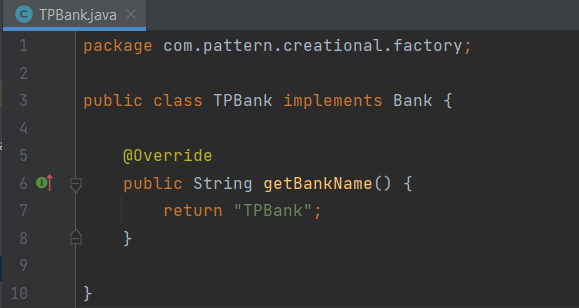 TPBank.java
1 package com.pattern.creational.factory;
2
3 public class TPBank implements Bank {
4
5     @Override
6     public String getBankName() {
7         return "TPBank";
8     }
9
10 }